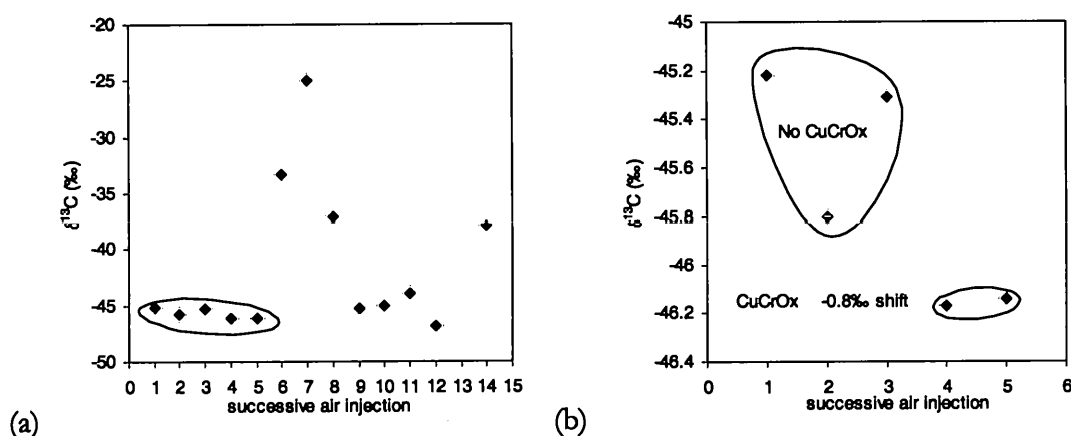 -20
-25
-30
-35
-40
-45
-50
δ¹³C (‰)
0 1 2 3 4 5 6 7 8 9 10 11 12 13 14 15
successive air injection
(a)
-45
-45.2
-45.4
-45.6
-45.8
-46
-46.2
-46.4
δ¹³C (‰)
No CuCrOx
CuCrOx -0.8‰ shift
0 1 2 3 4 5 6
successive air injection
(b)